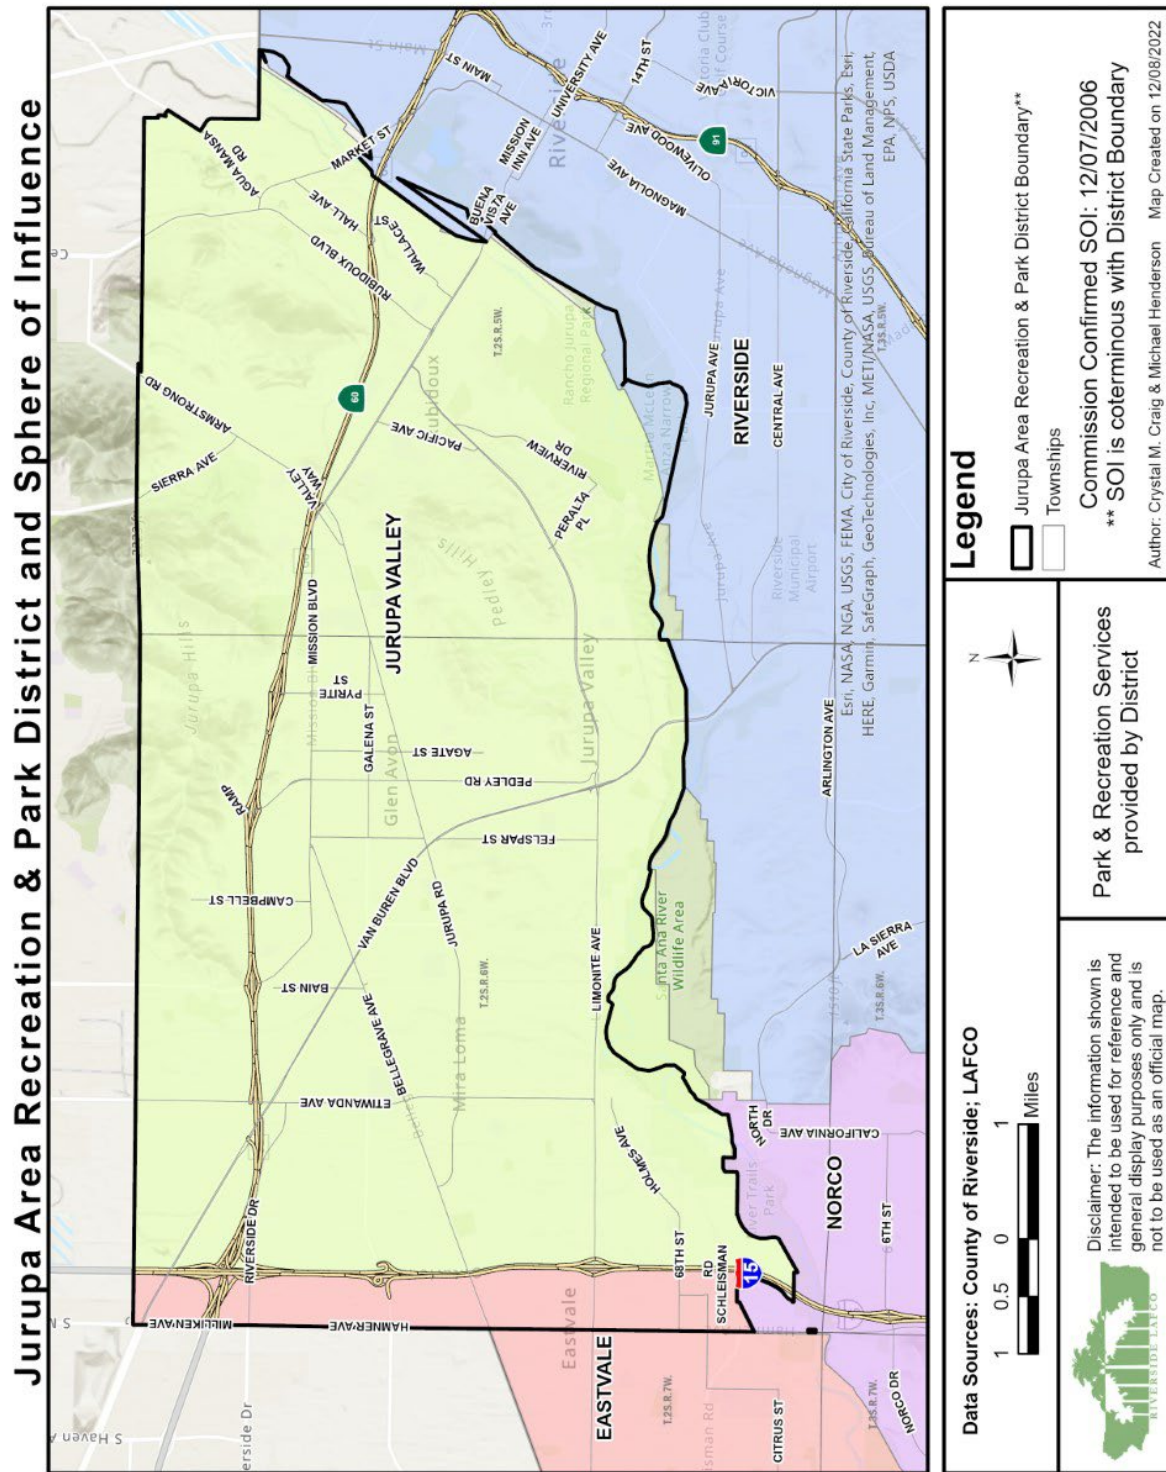 Jurupa Area Recreation & Park District and Sphere of Influence
MILLIKEN AVE
HAMNER AVE
RIVERSIDE DR
ETIWANDA AVE
BAIN ST
CAMPBELL ST
RAMP
BELLEGRAVE AVE
VAN BUREN BLVD
JURUPA RD
FELSPAR ST
PEDLEY RD
AGATE ST
GALENA ST
PYRITE
ST
MISSION BLVD
VALLEY
WAY
SIERRA AVE
ARMSTRONG RD
60
PACIFIC AVE
RIVERVIEW
DR
PERALTA
PL
RUBIDOUX BLVD
WALLACE ST
HALL AVE
AGUA MANSA
RD
MARKET ST
MAIN ST
Main St
BUENA
VISTA
AVE
MISSION
INN AVE
UNIVERSITY AVE
14TH ST
VICTORIA AVE
OLIVEWOOD AVE
MAGNOLIA AVE
Magnolia Ave
91
Riverside
Jurupa Hills
Pedley Hills
Rubidoux
Glen Avon
Mira Loma
Jurupa Valley
JURUPA VALLEY
T.2S.R.5W.
T.2S.R.6W.
Rancho Jurupa
Regional Park
LIMONITE AVE
HOLMES AVE
68TH ST
SCHLEISMAN
RD
15
EASTVALE
Eastvale
T.2S.R.7W.
CITRUS ST
T.3S.R.7W.
NORCO DR
NORCO
NORTH
DR
CALIFORNIA AVE
6TH ST
Wildlife Area
LA SIERRA
AVE
T.3S.R.6W.
ARLINGTON AVE
RIVERSIDE
JURUPA AVE
CENTRAL AVE
Jurupa Ave
Riverside
Municipal
Airport
T.3S.R.5W.
Esri, NASA, NGA, USGS, FEMA, City of Riverside, County of Riverside, California State Parks, Esri,
HERE, Garmin, SafeGraph, GeoTechnologies, Inc, METI/NASA, USGS, Bureau of Land Management,
EPA, NPS, USDA
Data Sources: County of Riverside; LAFCO
1 0.5 0 1
Miles
N
Disclaimer: The information shown is
intended to be used for reference and
general display purposes only and is
not to be used as an official map.
RIVERSIDE LAFCO
Park & Recreation Services
provided by District
Legend
Jurupa Area Recreation & Park District Boundary**
Townships
Commission Confirmed SOI: 12/07/2006
** SOI is coterminous with District Boundary
Author: Crystal M. Craig & Michael Henderson Map Created on 12/08/2022